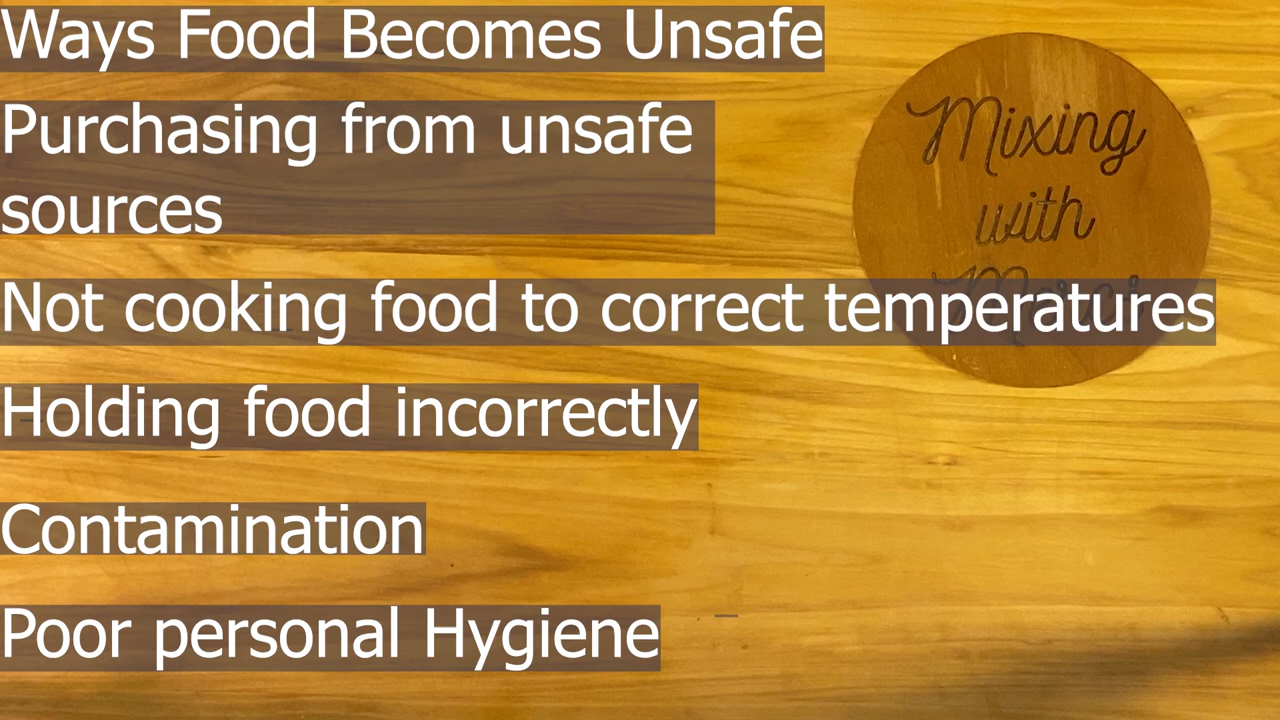 Ways Food Becomes Unsafe
Purchasing from unsafe
sources
Not cooking food to correct temperatures
Holding food incorrectly
Contamination
Poor personal Hygiene
Mixing
with